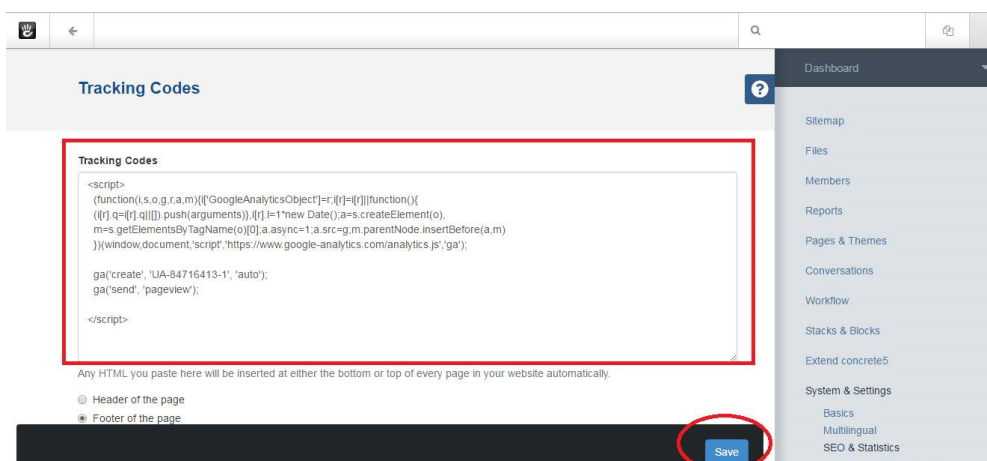 Dashboard
Tracking Codes
?
Tracking Codes
<script>
(function(i,s,o,g,r,a,m){i['GoogleAnalyticsObject']=r;i[r]=i[r]||function(){
(i[r].q=i[r].q||[]).push(arguments)},i[r].l=1*new Date();a=s.createElement(o),
m=s.getElementsByTagName(o)[0];a.async=1;a.src=g;m.parentNode.insertBefore(a,m)
})(window,document,'script','https://www.google-analytics.com/analytics.js','ga');
ga('create', 'UA-84716413-1', 'auto');
ga('send', 'pageview');
</script>
Any HTML you paste here will be inserted at either the bottom or top of every page in your website automatically.
Header of the page
Footer of the page
Save
Sitemap
Files
Members
Reports
Pages & Themes
Conversations
Workflow
Stacks & Blocks
Extend concrete5
System & Settings
Basics
Multilingual
SEO & Statistics